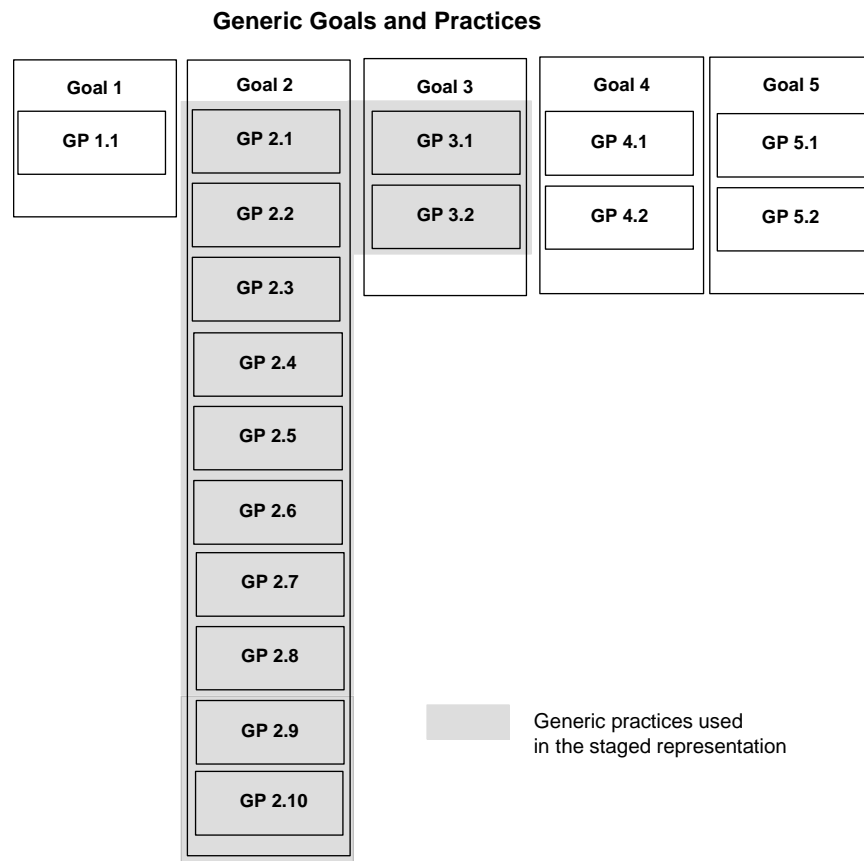 Generic Goals and Practices
Goal 1
Goal 2
Goal 3
Goal 4
Goal 5
GP 1.1
GP 2.1
GP 3.1
GP 4.1
GP 5.1
GP 2.2
GP 3.2
GP 4.2
GP 5.2
GP 2.3
GP 2.4
GP 2.5
GP 2.6
GP 2.7
GP 2.8
GP 2.9
GP 2.10
Generic practices used
in the staged representation